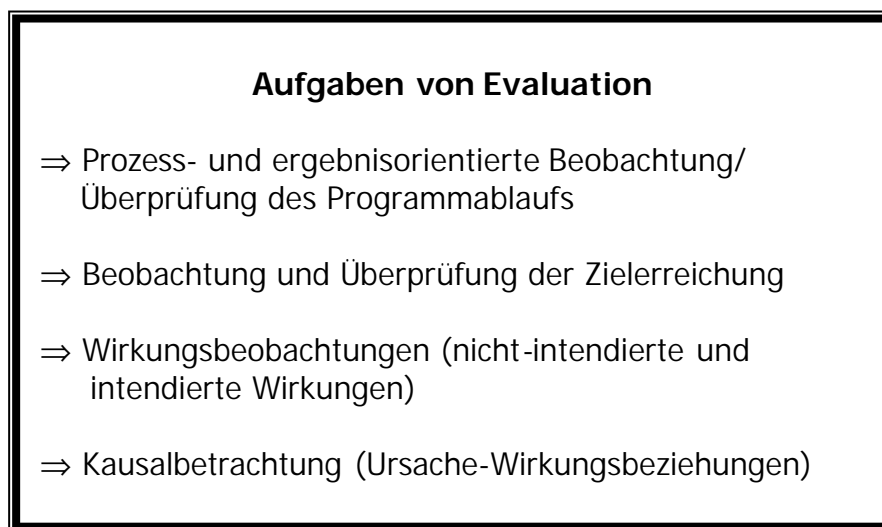 Aufgaben von Evaluation
⇒ Prozess- und ergebnisorientierte Beobachtung/
Überprüfung des Programmablaufs
⇒ Beobachtung und Überprüfung der Zielerreichung
⇒ Wirkungsbeobachtungen (nicht-intendierte und
intendierte Wirkungen)
⇒ Kausalbetrachtung (Ursache-Wirkungsbeziehungen)